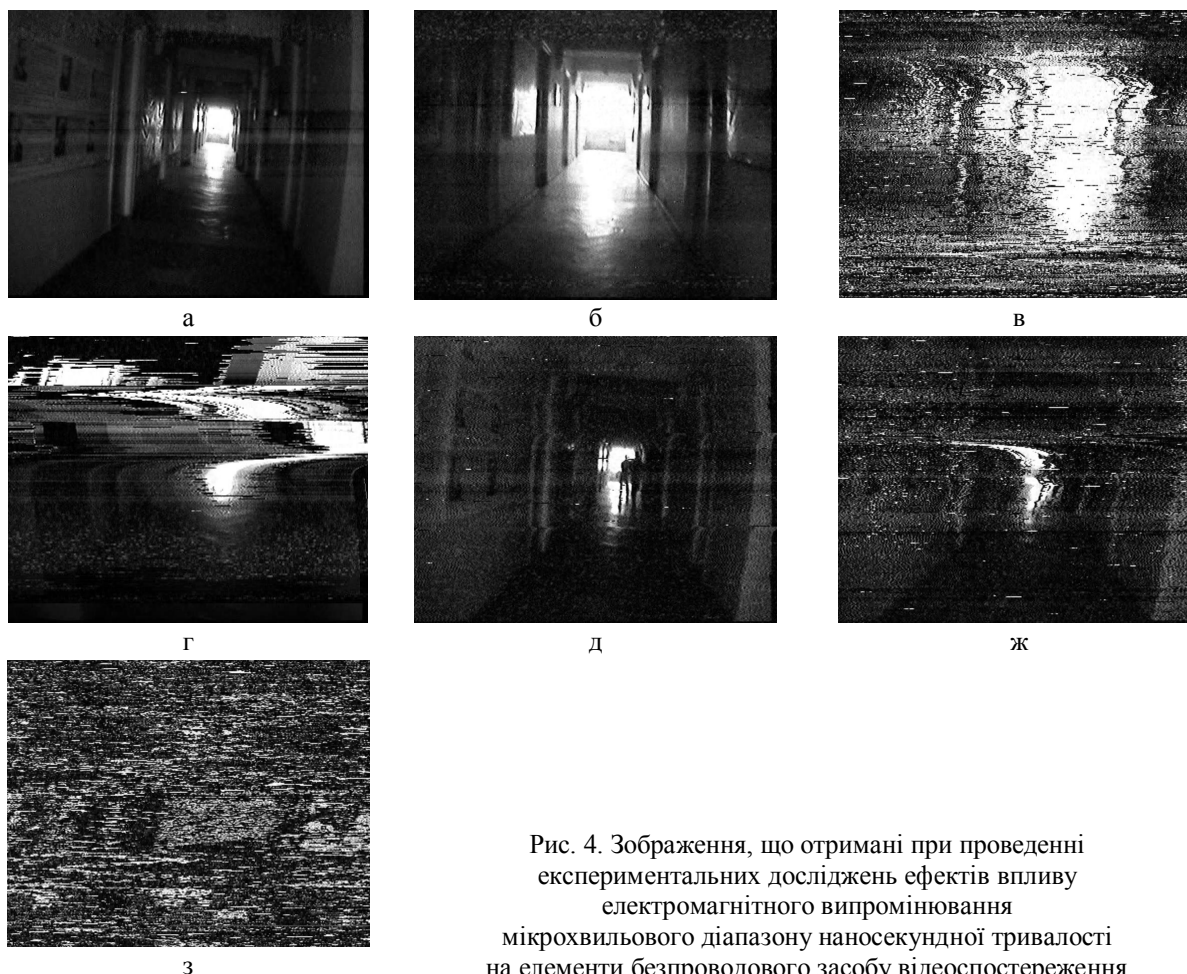 а
б
в
г
д
ж
з
Рис. 4. Зображення, що отримані при проведенні
експериментальних досліджень ефектів впливу
електромагнітного випромінювання
мікрохвильового діапазону наносекундної тривалості
на елементи безпроводового засобу відеоспостереження